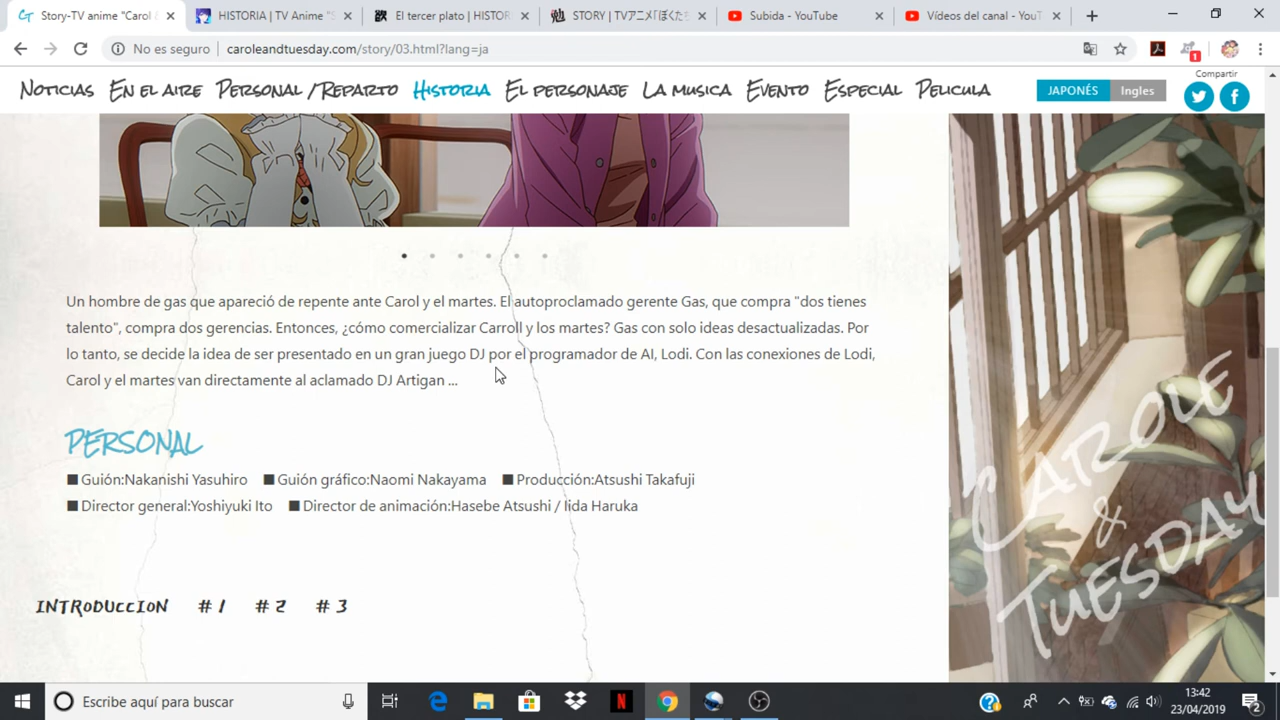 Story-TV anime "Carol &
HISTORIA | TV Anime "S
El tercer plato | HISTOR
STORY | TVアニメ「ぼくたち
Subida - YouTube
Vídeos del canal - YouT
No es seguro
caroleandtuesday.com/story/03.html?lang=ja
1
Noticias En el aire Personal /Reparto Historia El personaje La musica Evento Especial Pelicula
JAPONÉS Ingles
Compartir
Un hombre de gas que apareció de repente ante Carol y el martes. El autoproclamado gerente Gas, que compra "dos tienes
talento", compra dos gerencias. Entonces, ¿cómo comercializar Carroll y los martes? Gas con solo ideas desactualizadas. Por
lo tanto, se decide la idea de ser presentado en un gran juego DJ por el programador de AI, Lodi. Con las conexiones de Lodi,
Carol y el martes van directamente al aclamado DJ Artigan ...
PERSONAL
■Guión:Nakanishi Yasuhiro ■Guión gráfico:Naomi Nakayama ■Producción:Atsushi Takafuji
■Director general:Yoshiyuki Ito ■Director de animación:Hasebe Atsushi / Iida Haruka
INTRODUCCION #1 #2 #3
CAROLE
&
TUESDAY
Escribe aquí para buscar
13:42
23/04/2019
2